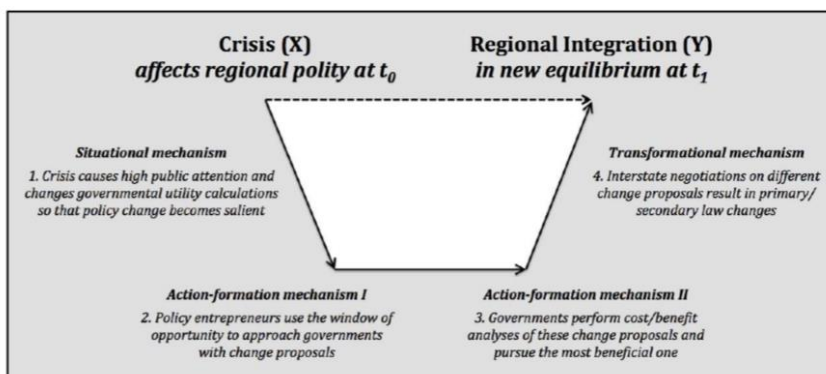 Crisis (X)
affects regional polity at t0
Regional Integration (Y)
in new equilibrium at t1
Situational mechanism
1. Crisis causes high public attention and
changes governmental utility calculations
so that policy change becomes salient
Transformational mechanism
4. Interstate negotiations on different
change proposals result in primary/
secondary law changes
Action-formation mechanism I
2. Policy entrepreneurs use the window of
opportunity to approach governments
with change proposals
Action-formation mechanism II
3. Governments perform cost/benefit
analyses of these change proposals and
pursue the most beneficial one